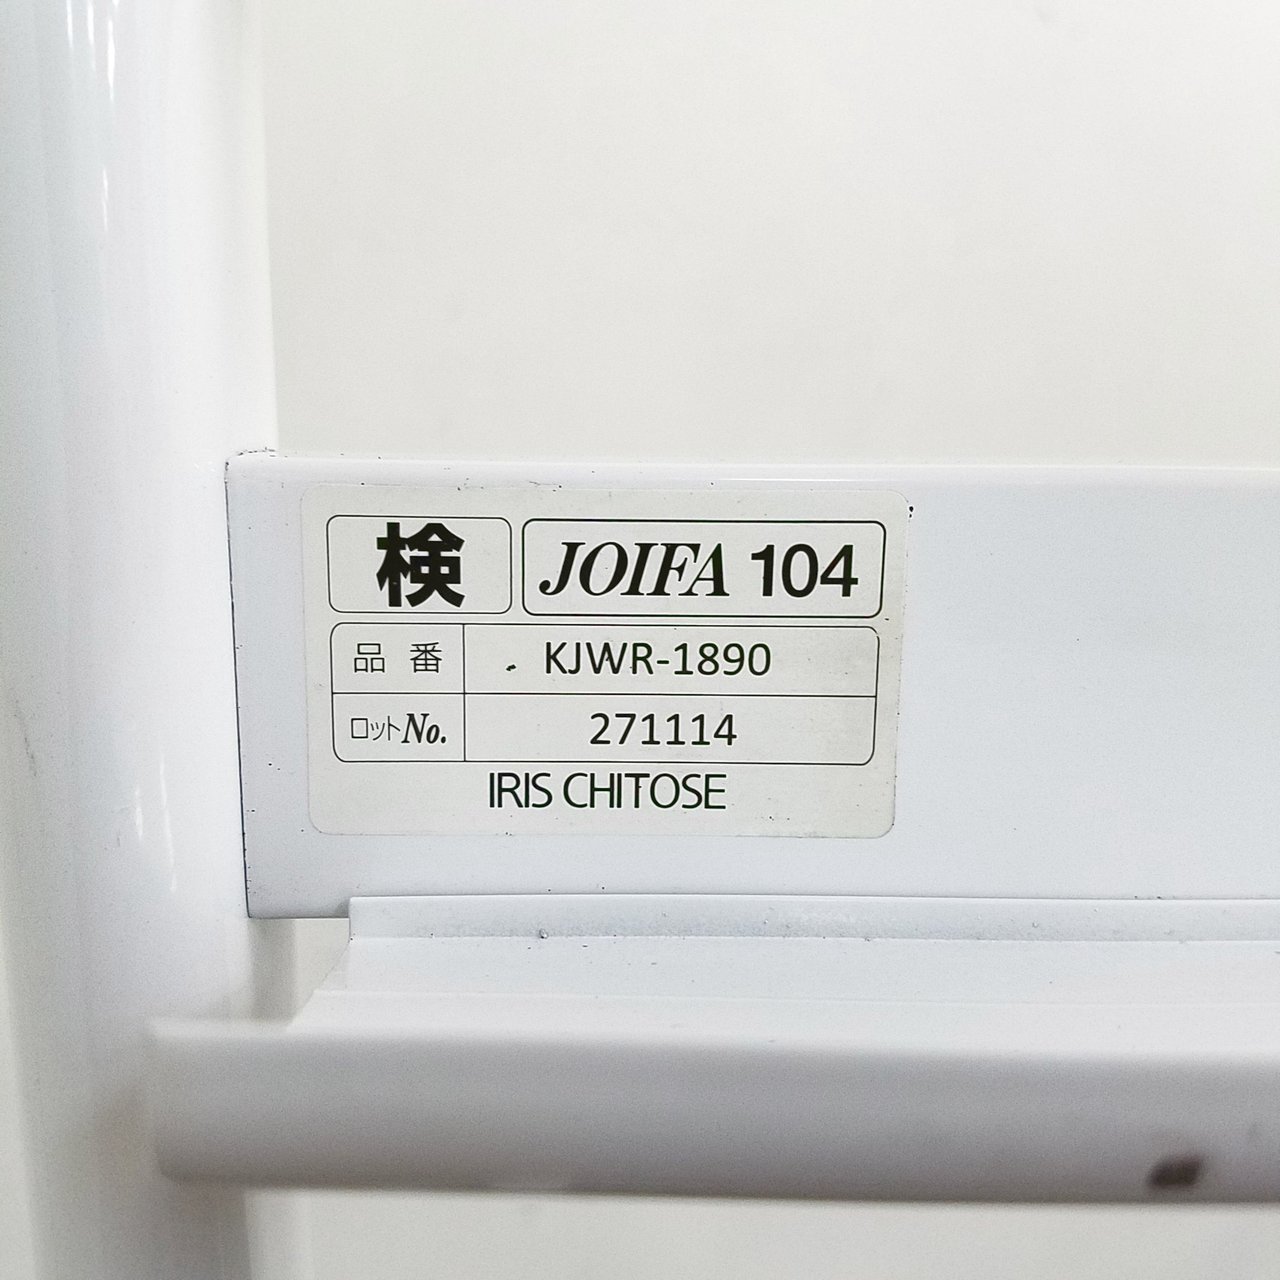 検 JOIFA 104
品番 KJWR-1890
ロットNo. 271114
IRIS CHITOSE